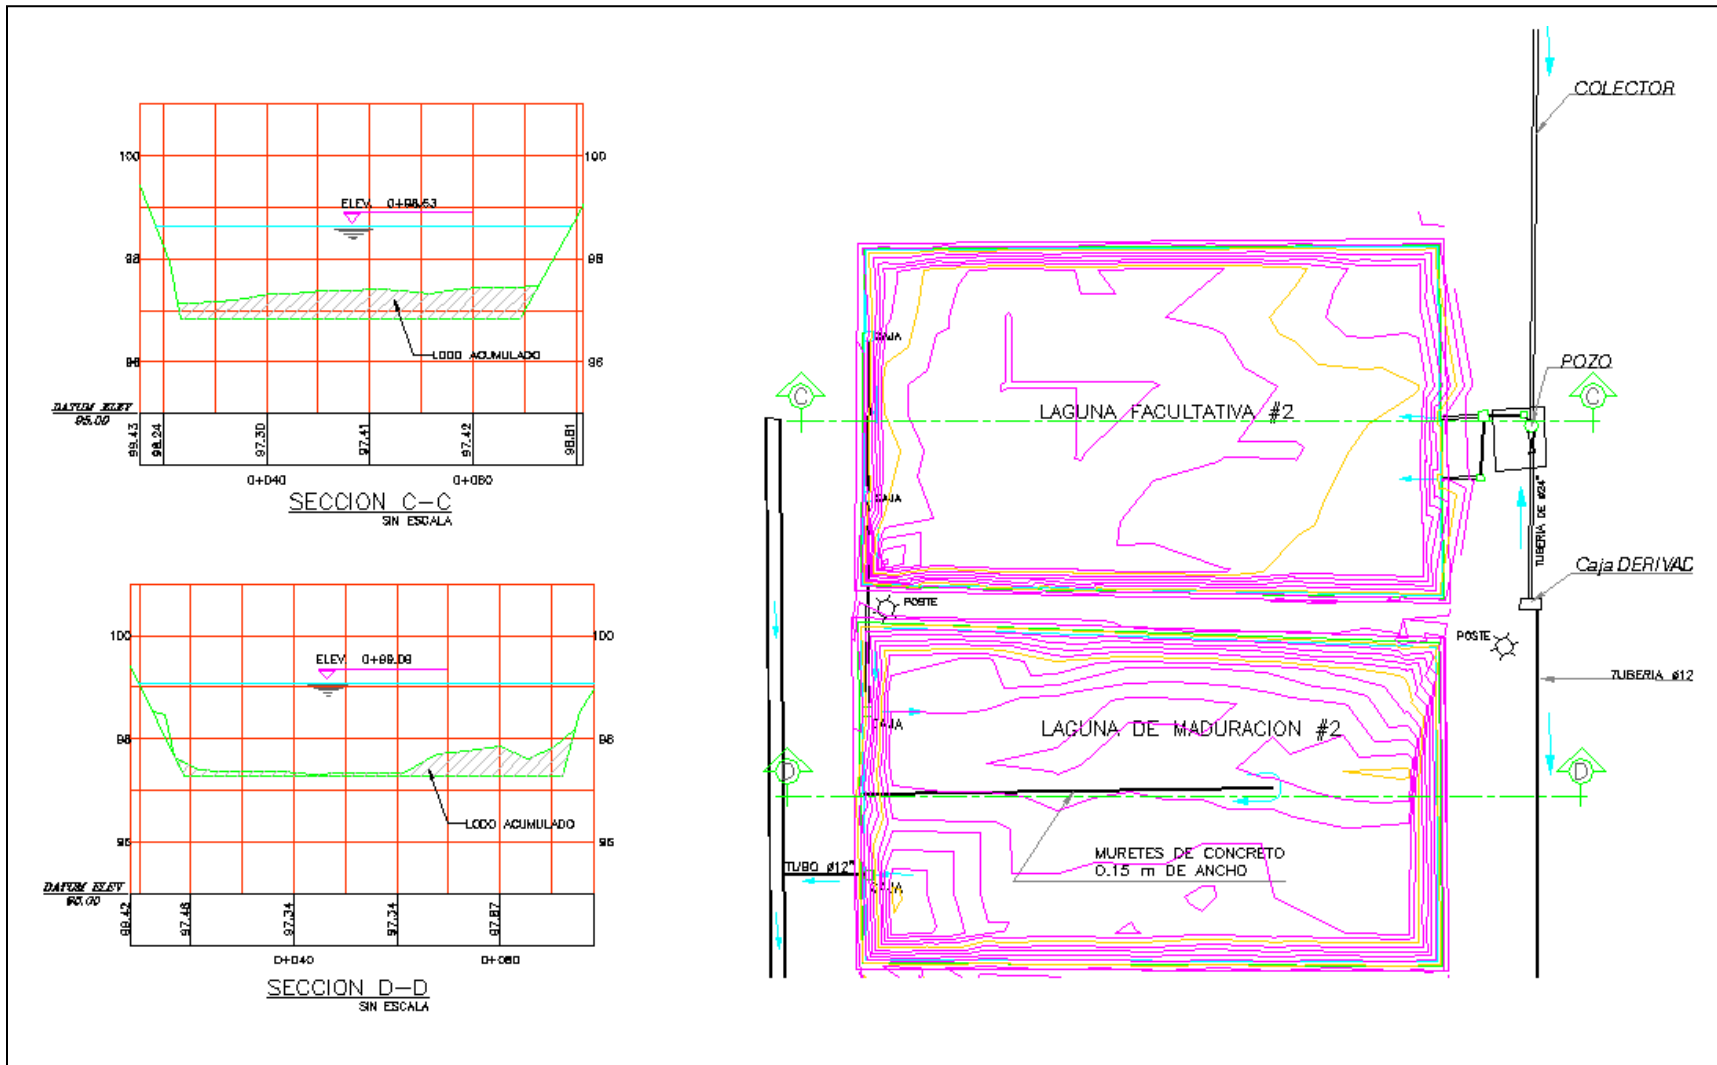 100
100
ELEV. 0+98.63
98
98
LODO ACUMULADO
96
96
DATUM ELEV
95.00
99.43
98.24
97.30
97.41
97.42
98.81
0+040
0+060
SECCION C-C
SIN ESCALA
100
100
ELEV. 0+99.08
98
98
LODO ACUMULADO
96
96
DATUM ELEV
95.00
99.42
97.46
97.34
97.34
97.87
0+040
0+060
SECCION D-D
SIN ESCALA
COLECTOR
CAJA
POZO
C
C
LAGUNA FACULTATIVA #2
CAJA
TUBERIA DE ø24"
Caja DERIVAD
POSTE
POSTE
TUBERIA ø12
CAJA
LAGUNA DE MADURACION #2
D
D
MURETES DE CONCRETO
0.15 m DE ANCHO
TUBO ø12"
CAJA